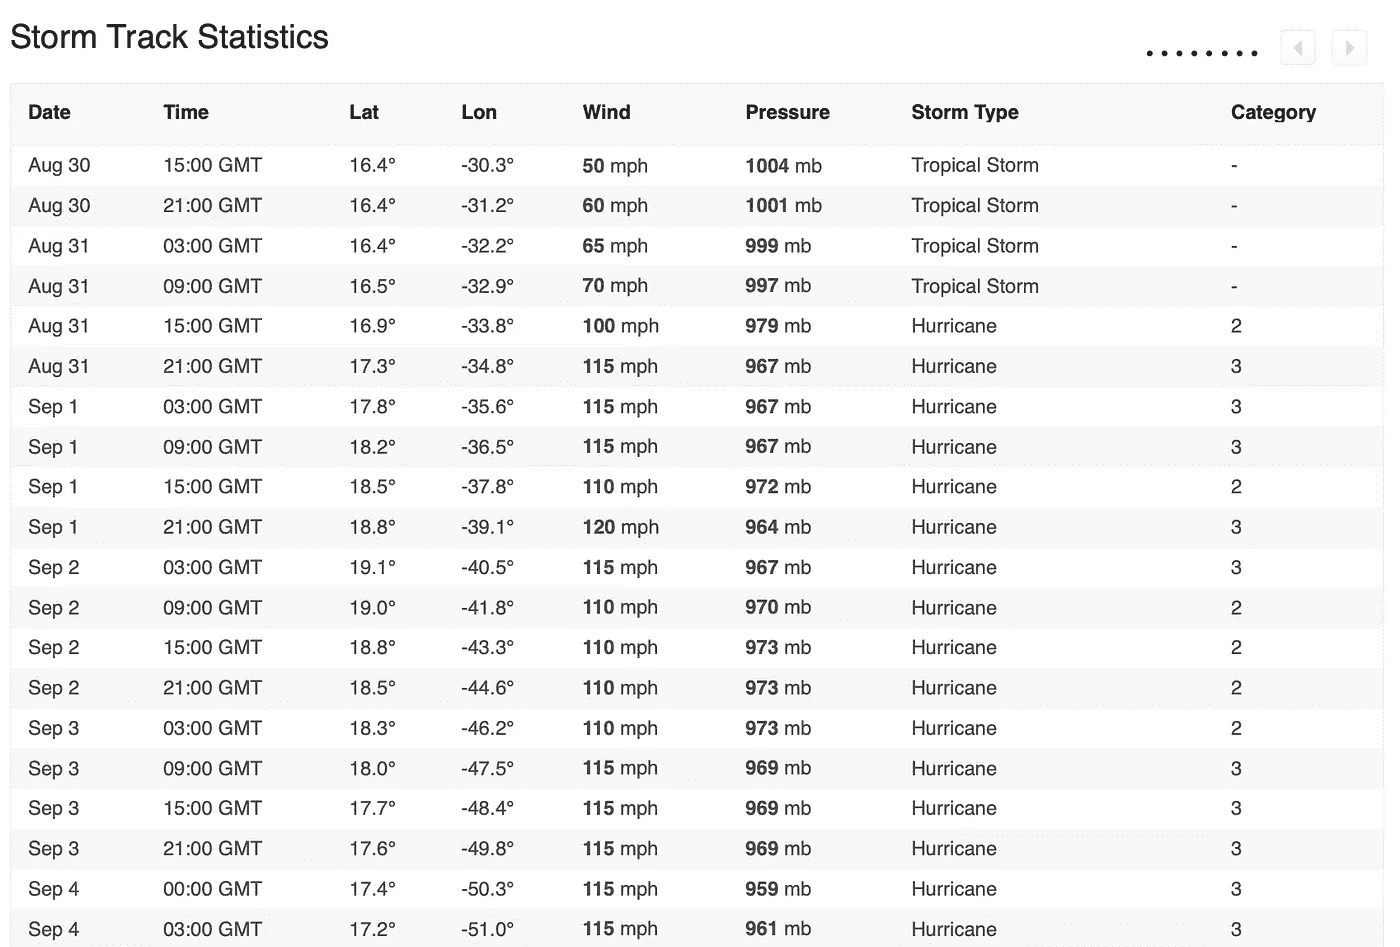 Storm Track Statistics
Date Time Lat Lon Wind Pressure Storm Type Category
Aug 30 15:00 GMT 16.4° -30.3° 50 mph 1004 mb Tropical Storm -
Aug 30 21:00 GMT 16.4° -31.2° 60 mph 1001 mb Tropical Storm -
Aug 31 03:00 GMT 16.4° -32.2° 65 mph 999 mb Tropical Storm -
Aug 31 09:00 GMT 16.5° -32.9° 70 mph 997 mb Tropical Storm -
Aug 31 15:00 GMT 16.9° -33.8° 100 mph 979 mb Hurricane 2
Aug 31 21:00 GMT 17.3° -34.8° 115 mph 967 mb Hurricane 3
Sep 1 03:00 GMT 17.8° -35.6° 115 mph 967 mb Hurricane 3
Sep 1 09:00 GMT 18.2° -36.5° 115 mph 967 mb Hurricane 3
Sep 1 15:00 GMT 18.5° -37.8° 110 mph 972 mb Hurricane 2
Sep 1 21:00 GMT 18.8° -39.1° 120 mph 964 mb Hurricane 3
Sep 2 03:00 GMT 19.1° -40.5° 115 mph 967 mb Hurricane 3
Sep 2 09:00 GMT 19.0° -41.8° 110 mph 970 mb Hurricane 2
Sep 2 15:00 GMT 18.8° -43.3° 110 mph 973 mb Hurricane 2
Sep 2 21:00 GMT 18.5° -44.6° 110 mph 973 mb Hurricane 2
Sep 3 03:00 GMT 18.3° -46.2° 110 mph 973 mb Hurricane 2
Sep 3 09:00 GMT 18.0° -47.5° 115 mph 969 mb Hurricane 3
Sep 3 15:00 GMT 17.7° -48.4° 115 mph 969 mb Hurricane 3
Sep 3 21:00 GMT 17.6° -49.8° 115 mph 969 mb Hurricane 3
Sep 4 00:00 GMT 17.4° -50.3° 115 mph 959 mb Hurricane 3
Sep 4 03:00 GMT 17.2° -51.0° 115 mph 961 mb Hurricane 3